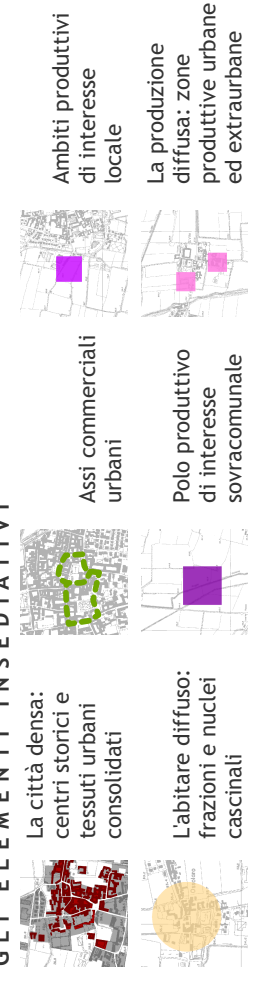 GLI ELEMENTI INSEDIATIVI
La città densa:
centri storici e
tessuti urbani
consolidati
Assi commerciali
urbani
Ambiti produttivi
di interesse
locale
L'abitare diffuso:
frazioni e nuclei
cascinali
Polo produttivo
di interesse
sovracomunale
La produzione
diffusa: zone
produttive urbane
ed extraurbane